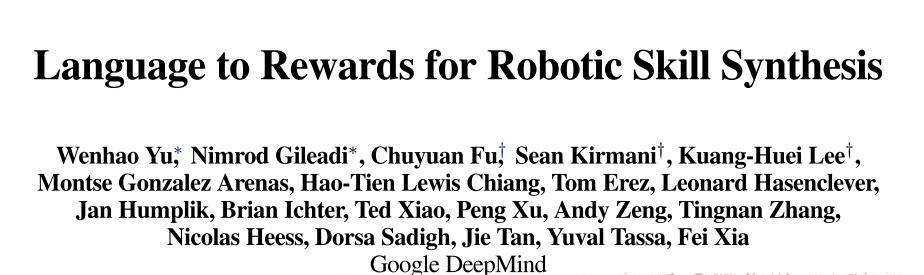 Language to Rewards for Robotic Skill Synthesis
Wenhao Yu,* Nimrod Gileadi*, Chuyuan Fu,† Sean Kirmani†, Kuang-Huei Lee†,
Montse Gonzalez Arenas, Hao-Tien Lewis Chiang, Tom Erez, Leonard Hasenclever,
Jan Humplik, Brian Ichter, Ted Xiao, Peng Xu, Andy Zeng, Tingnan Zhang,
Nicolas Heess, Dorsa Sadigh, Jie Tan, Yuval Tassa, Fei Xia
Google DeepMind